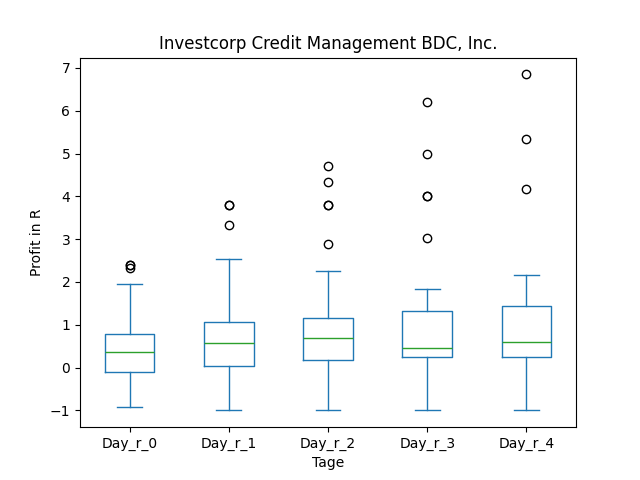 Investcorp Credit Management BDC, Inc.
Profit in R
7
6
5
4
3
2
1
0
−1
Day_r_0 Day_r_1 Day_r_2 Day_r_3 Day_r_4
Tage